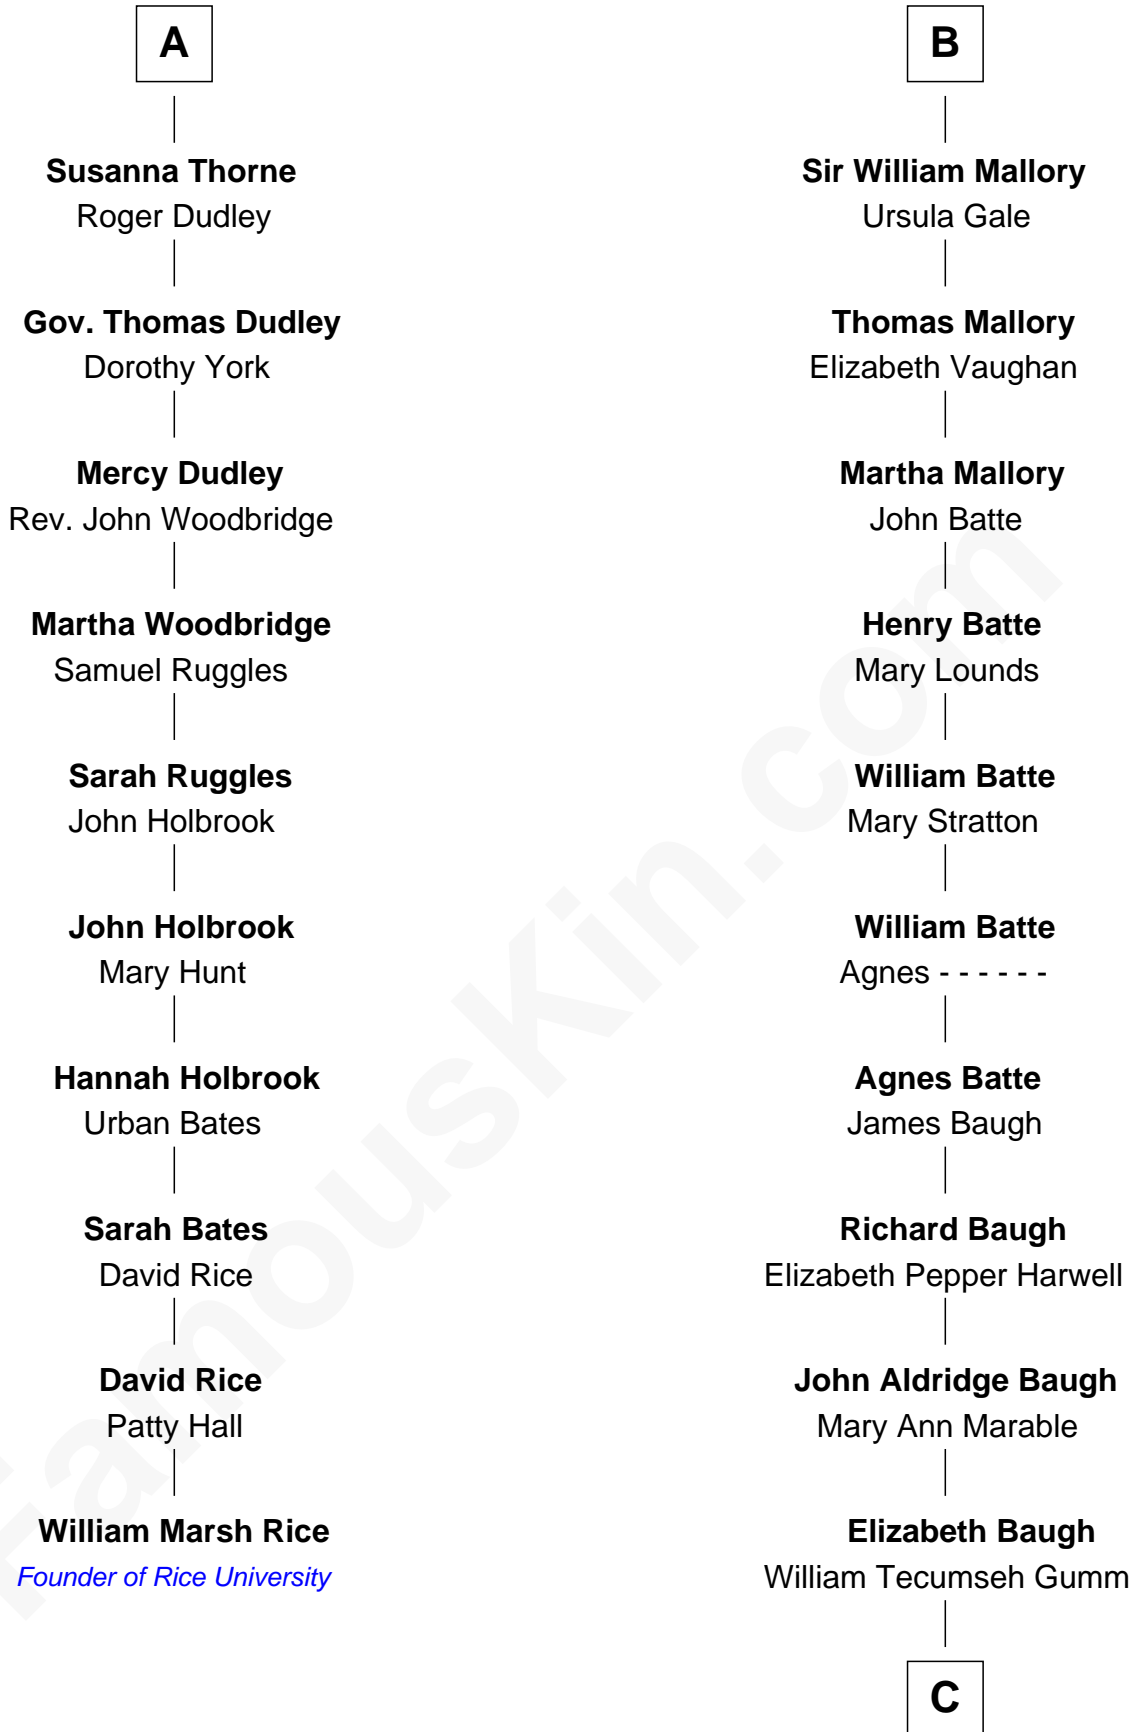 A
Susanna Thorne
Roger Dudley
Gov. Thomas Dudley
Dorothy York
Mercy Dudley
Rev. John Woodbridge
Martha Woodbridge
Samuel Ruggles
Sarah Ruggles
John Holbrook
John Holbrook
Mary Hunt
Hannah Holbrook
Urban Bates
Sarah Bates
David Rice
David Rice
Patty Hall
William Marsh Rice
Founder of Rice University
B
Sir William Mallory
Ursula Gale
Thomas Mallory
Elizabeth Vaughan
Martha Mallory
John Batte
Henry Batte
Mary Lounds
William Batte
Mary Stratton
William Batte
Agnes - - - - - -
Agnes Batte
James Baugh
Richard Baugh
Elizabeth Pepper Harwell
John Aldridge Baugh
Mary Ann Marable
Elizabeth Baugh
William Tecumseh Gumm
C
FamousKin.com